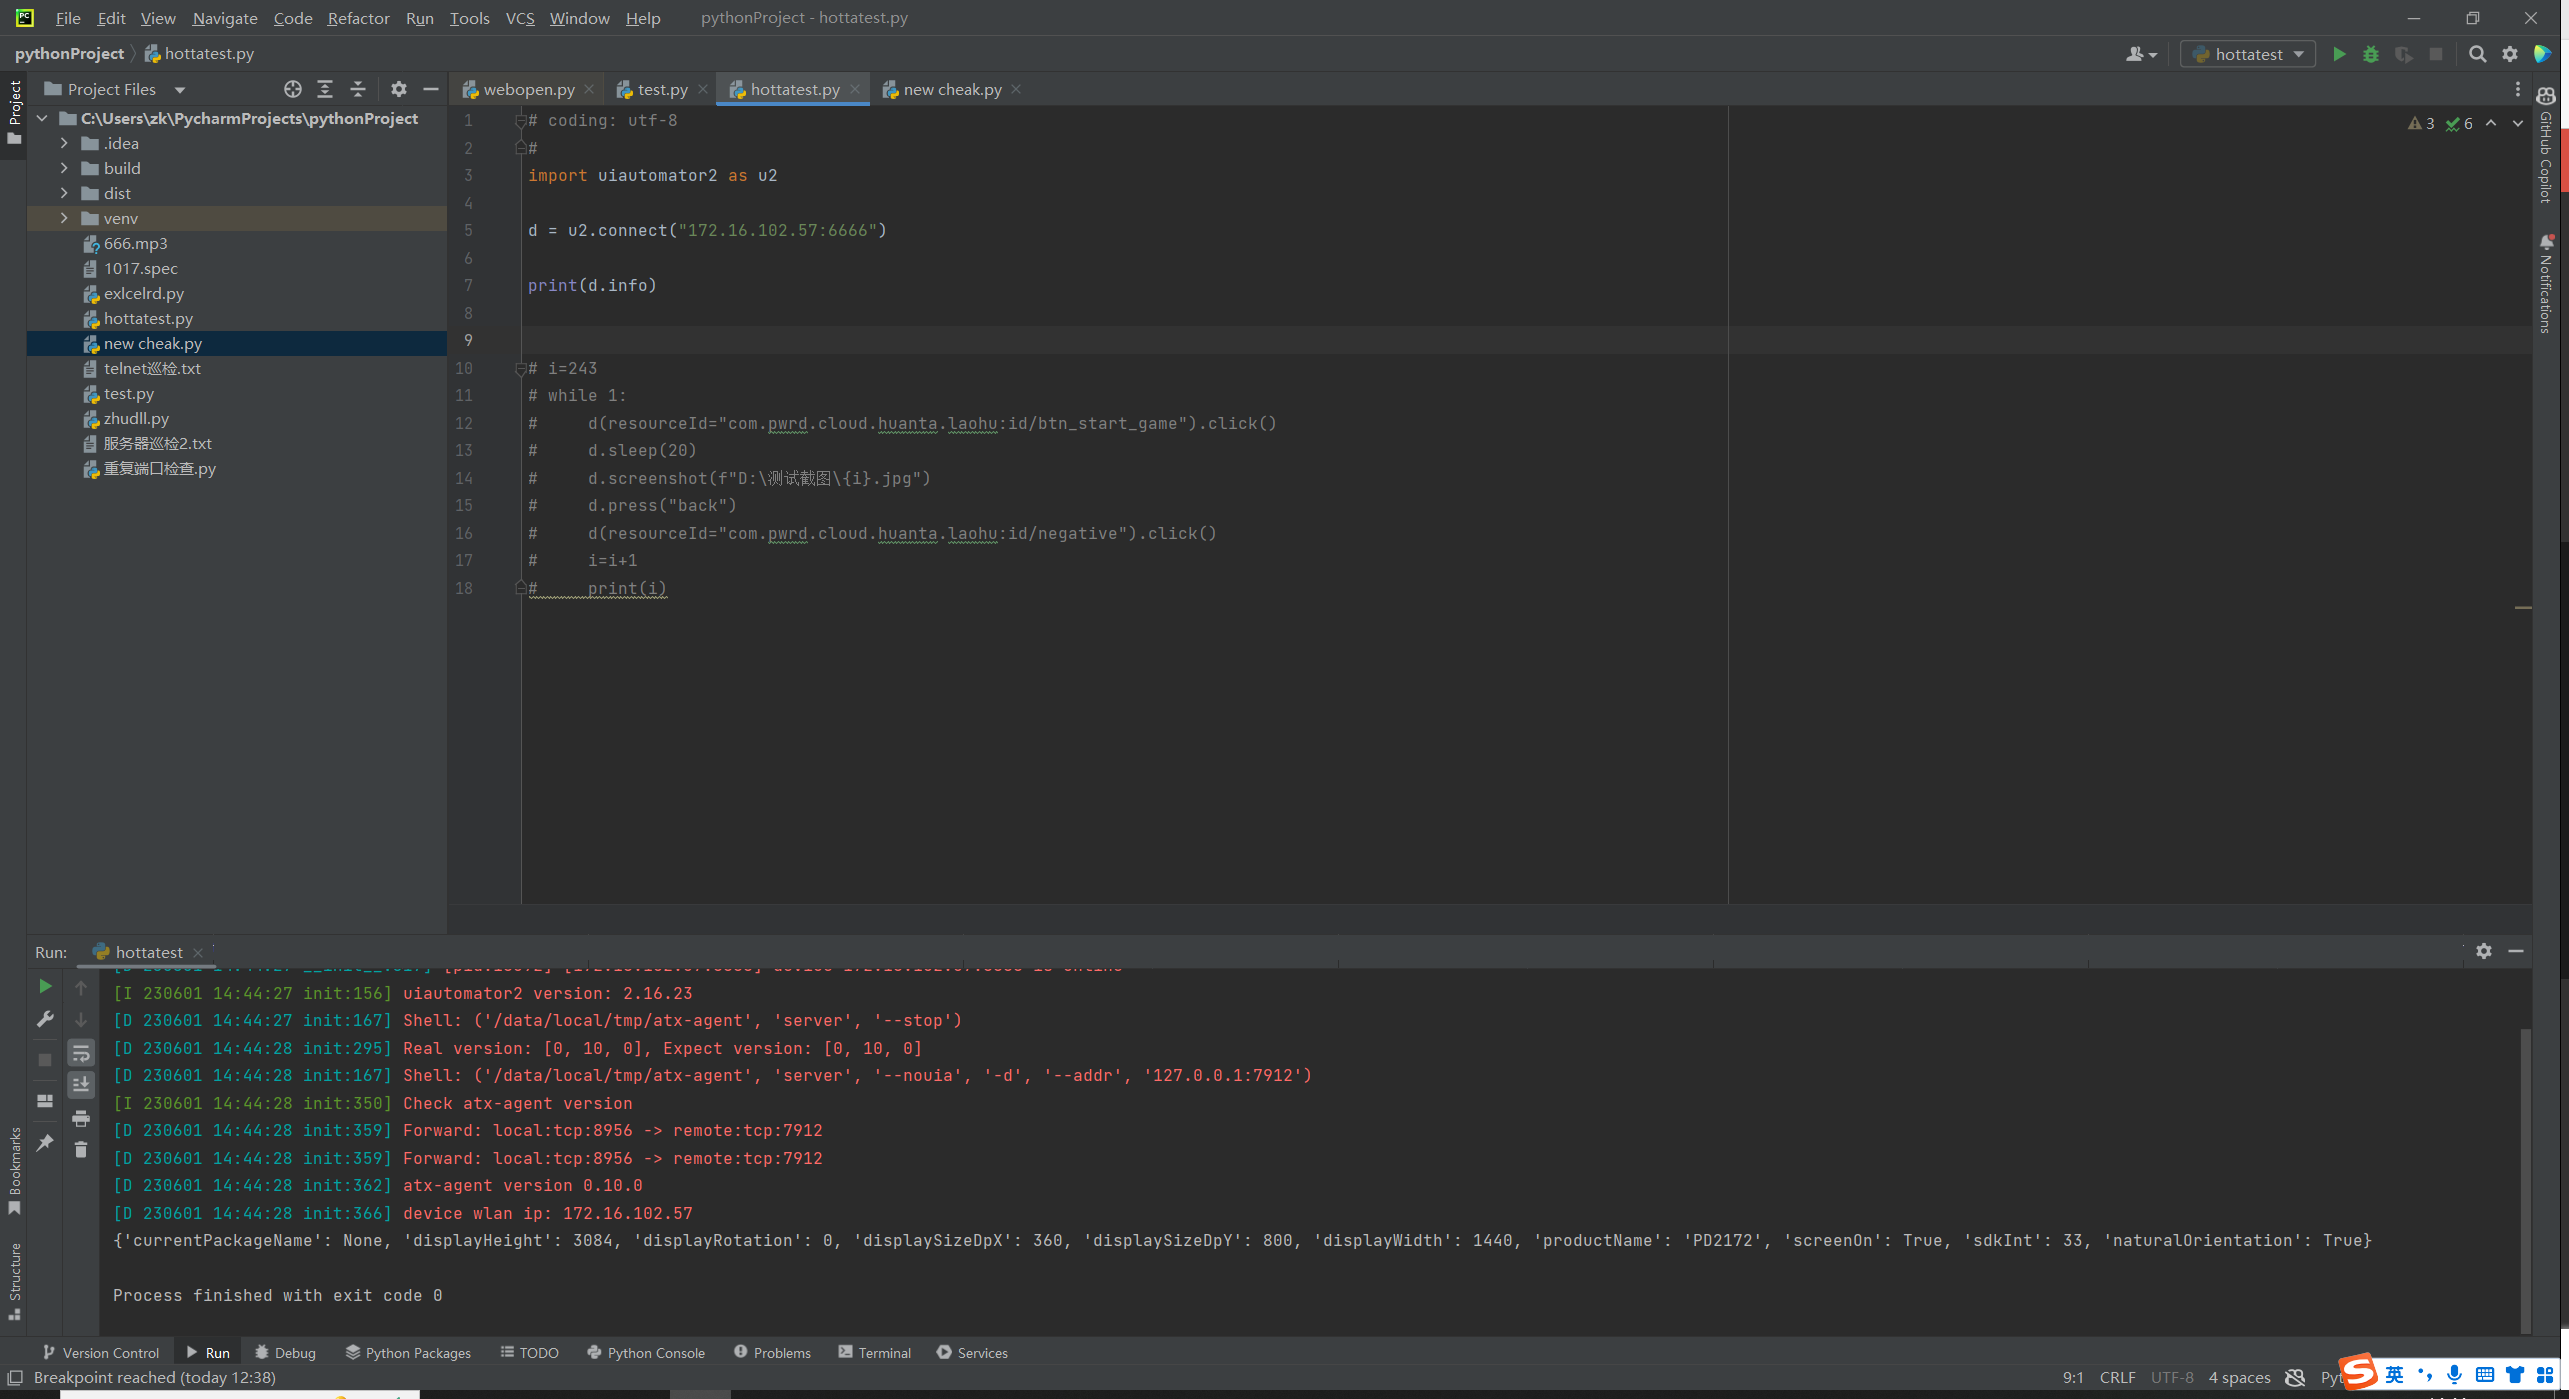 File Edit View Navigate Code Refactor Run Tools VCS Window Help pythonProject - hottatest.py
pythonProject hottatest.py
hottatest
Project
Project Files
C:\Users\zk\PycharmProjects\pythonProject
.idea
build
dist
venv
666.mp3
1017.spec
exlcelrd.py
hottatest.py
new cheak.py
telnet巡检.txt
test.py
zhudll.py
服务器巡检2.txt
重复端口检查.py
webopen.py test.py hottatest.py new cheak.py
3 6
1 # coding: utf-8
2 #
3 import uiautomator2 as u2
4
5 d = u2.connect("172.16.102.57:6666")
6
7 print(d.info)
8
9
10 # i=243
11 # while 1:
12 #     d(resourceId="com.pwrd.cloud.huanta.laohu:id/btn_start_game").click()
13 #     d.sleep(20)
14 #     d.screenshot(f"D:\测试截图\{i}.jpg")
15 #     d.press("back")
16 #     d(resourceId="com.pwrd.cloud.huanta.laohu:id/negative").click()
17 #     i=i+1
18 #     print(i)
GitHub Copilot
Notifications
Run: hottatest
[I 230601 14:44:27 init:156] uiautomator2 version: 2.16.23
[D 230601 14:44:27 init:167] Shell: ('/data/local/tmp/atx-agent', 'server', '--stop')
[D 230601 14:44:28 init:295] Real version: [0, 10, 0], Expect version: [0, 10, 0]
[D 230601 14:44:28 init:167] Shell: ('/data/local/tmp/atx-agent', 'server', '--nouia', '-d', '--addr', '127.0.0.1:7912')
[I 230601 14:44:28 init:350] Check atx-agent version
[D 230601 14:44:28 init:359] Forward: local:tcp:8956 -> remote:tcp:7912
[D 230601 14:44:28 init:359] Forward: local:tcp:8956 -> remote:tcp:7912
[D 230601 14:44:28 init:362] atx-agent version 0.10.0
[D 230601 14:44:28 init:366] device wlan ip: 172.16.102.57
{'currentPackageName': None, 'displayHeight': 3084, 'displayRotation': 0, 'displaySizeDpX': 360, 'displaySizeDpY': 800, 'displayWidth': 1440, 'productName': 'PD2172', 'screenOn': True, 'sdkInt': 33, 'naturalOrientation': True}
Process finished with exit code 0
Bookmarks
Structure
Version Control Run Debug Python Packages TODO Python Console Problems Terminal Services
Breakpoint reached (today 12:38)
9:1 CRLF UTF-8 4 spaces Pyt
英